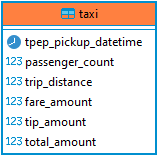 taxi
tpep_pickup_datetime
123 passenger_count
123 trip_distance
123 fare_amount
123 tip_amount
123 total_amount